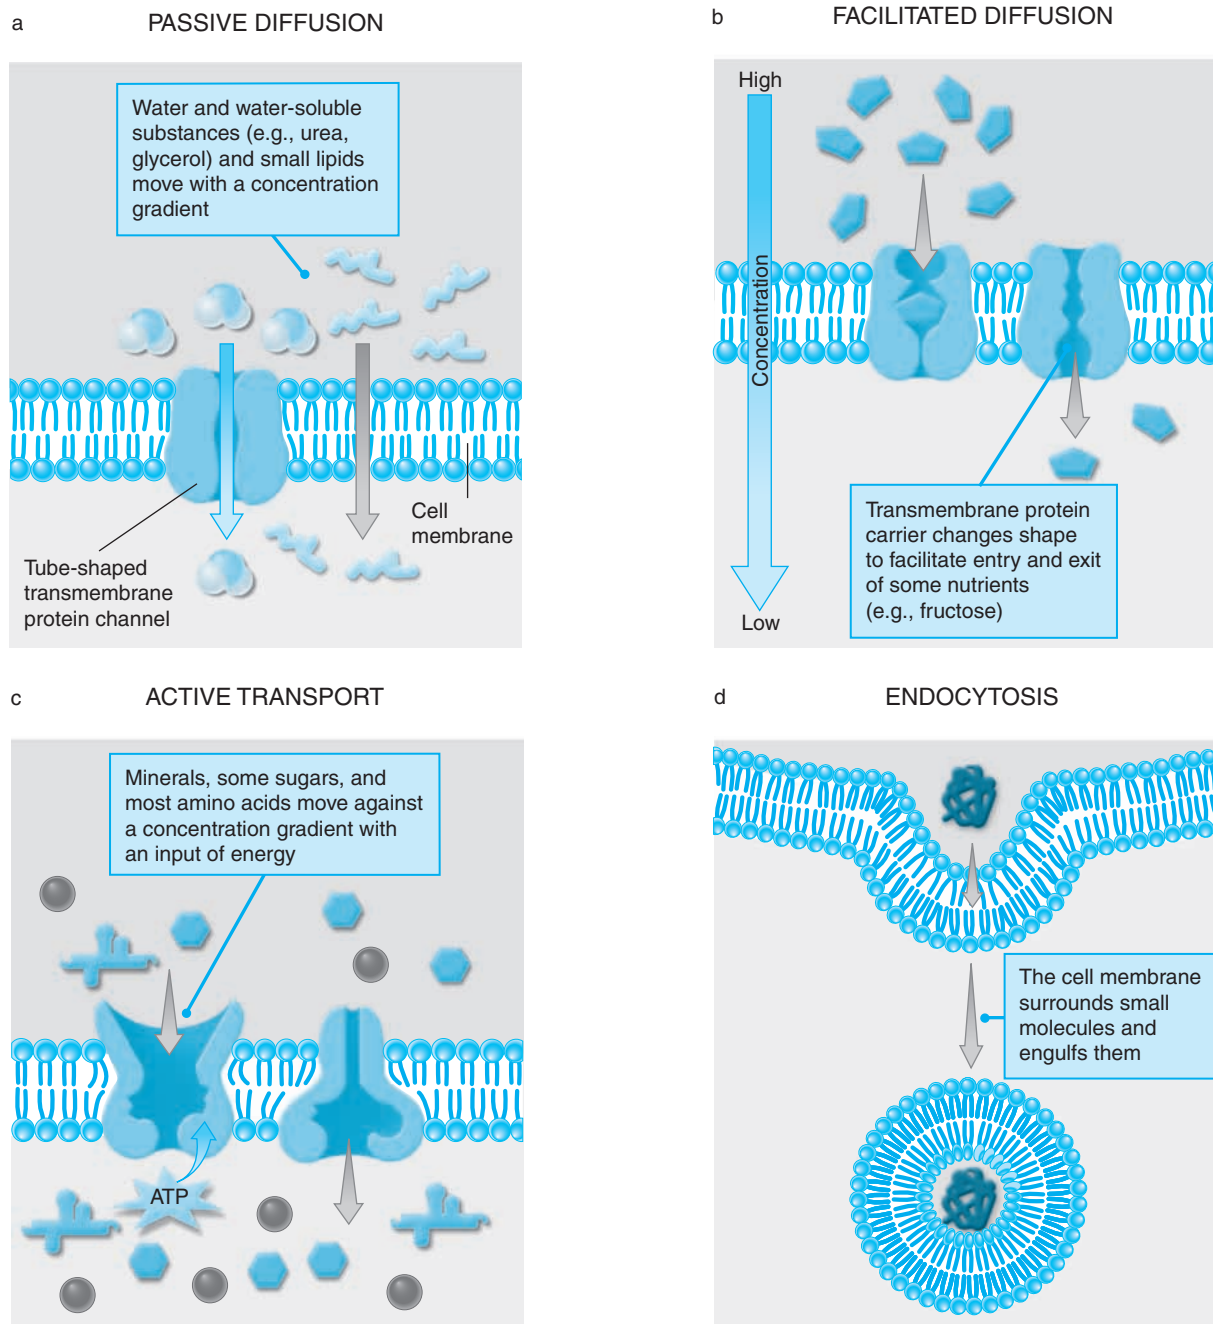 a
PASSIVE DIFFUSION
Water and water-soluble
substances (e.g., urea,
glycerol) and small lipids
move with a concentration
gradient
Cell
membrane
Tube-shaped
transmembrane
protein channel
b
FACILITATED DIFFUSION
High
Concentration
Low
Transmembrane protein
carrier changes shape
to facilitate entry and exit
of some nutrients
(e.g., fructose)
c
ACTIVE TRANSPORT
Minerals, some sugars, and
most amino acids move against
a concentration gradient with
an input of energy
ATP
d
ENDOCYTOSIS
The cell membrane
surrounds small
molecules and
engulfs them